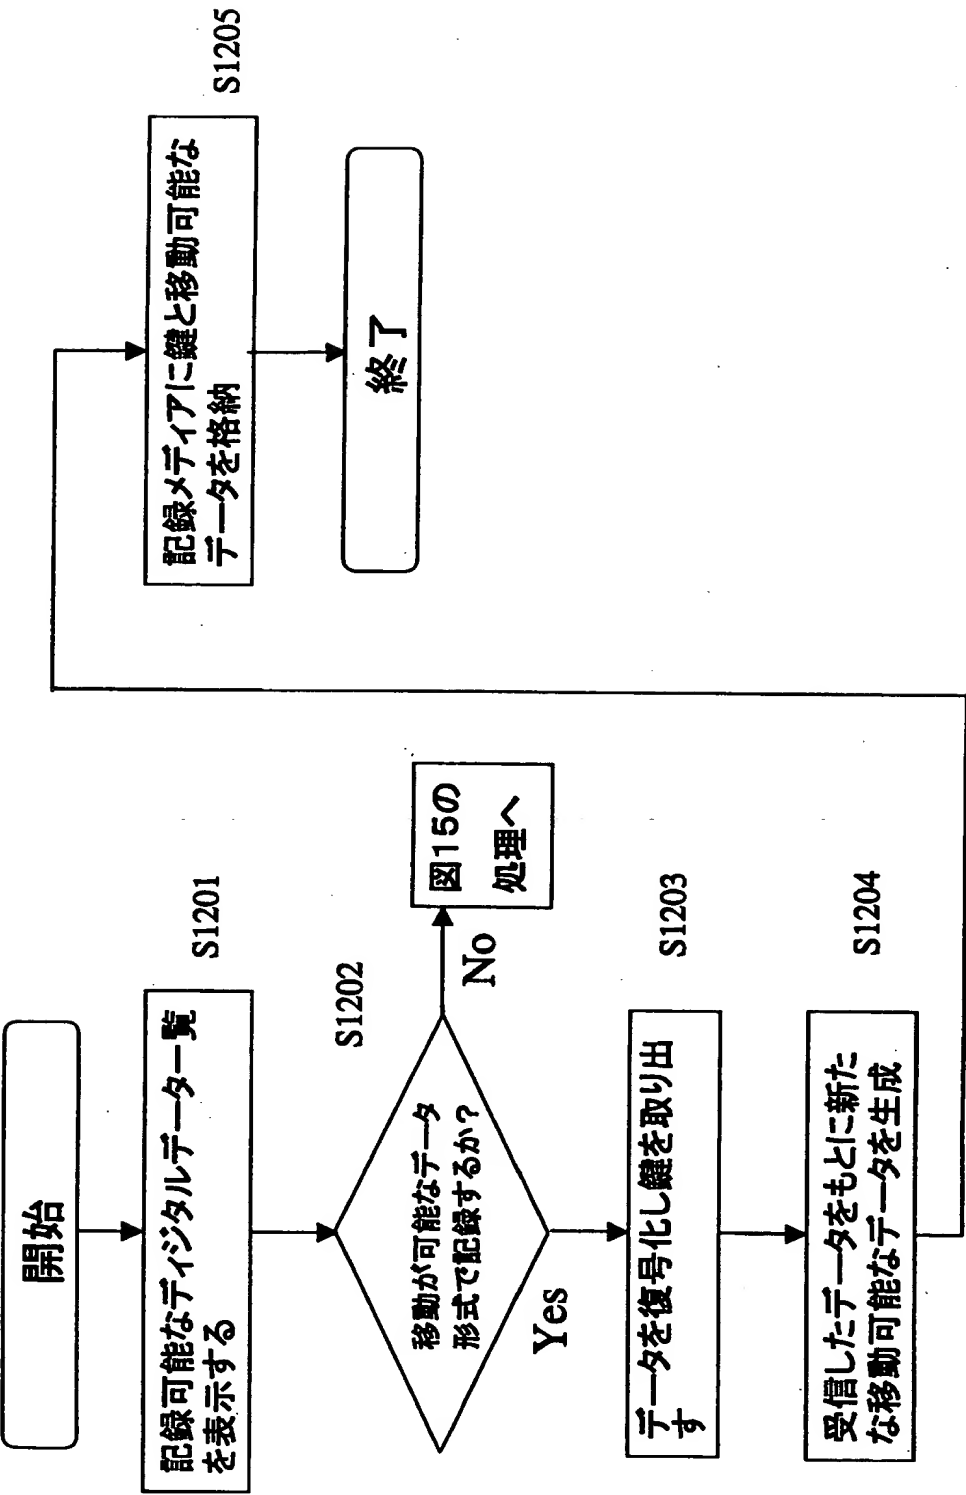 開始
記録可能なディジタルデータ一覧
を表示する
S1201
移動が可能なデータ
形式で記録するか？
S1202
No
図15の
処理へ
Yes
データを復号化し鍵を取り出
す
S1203
受信したデータをもとに新た
な移動可能なデータを生成
S1204
記録メディアに鍵と移動可能な
データを格納
S1205
終了